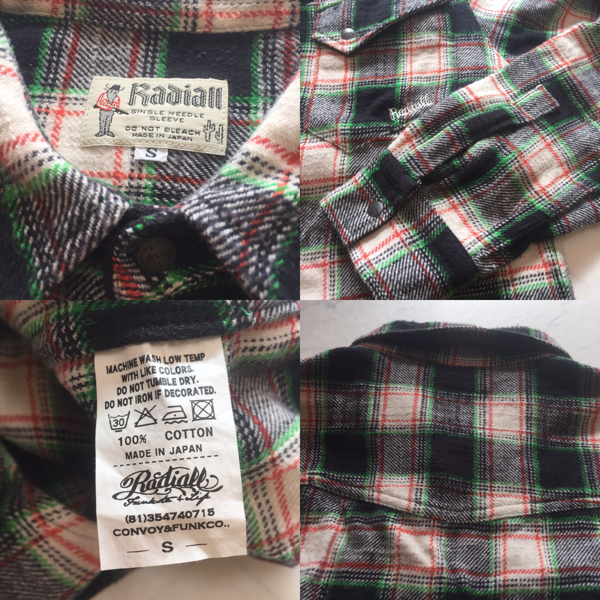 Radiall
SINGLE NEEDLE
SLEEVE
DO NOT BLEACH
MADE IN JAPAN
S
Radiall
MACHINE WASH LOW TEMP
WITH LIKE COLORS.
DO NOT TUMBLE DRY.
DO NOT IRON IF DECORATED.
30
100% COTTON
MADE IN JAPAN
Radiall
(81)354740715
CONVOY&FUNKCO.,
S